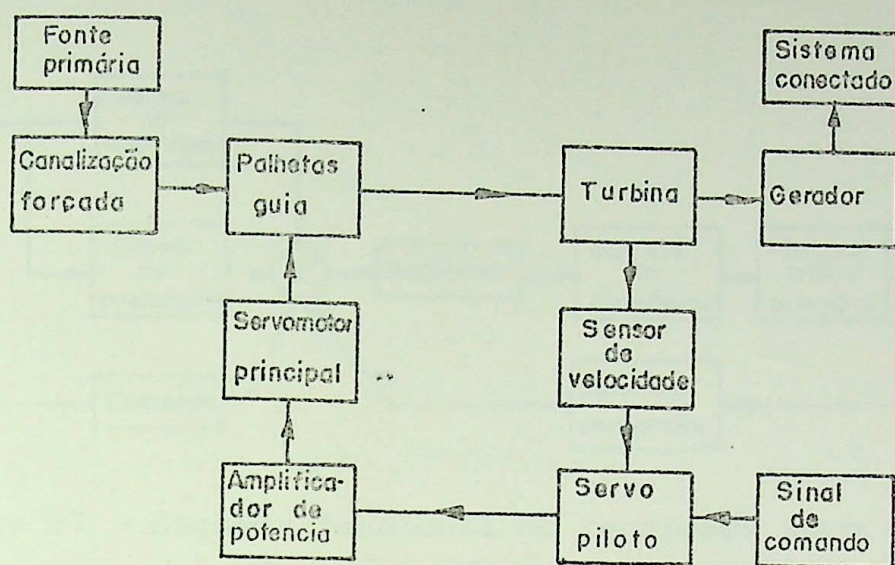 Fonte
primária
Sistema
conectado
Canalização
forçada
Palhetas
guia
Turbina
Gerador
Servomotor
principal
Sensor
de
velocidade
Amplifica-
dor de
potencia
Servo
piloto
Sinal
de
comando